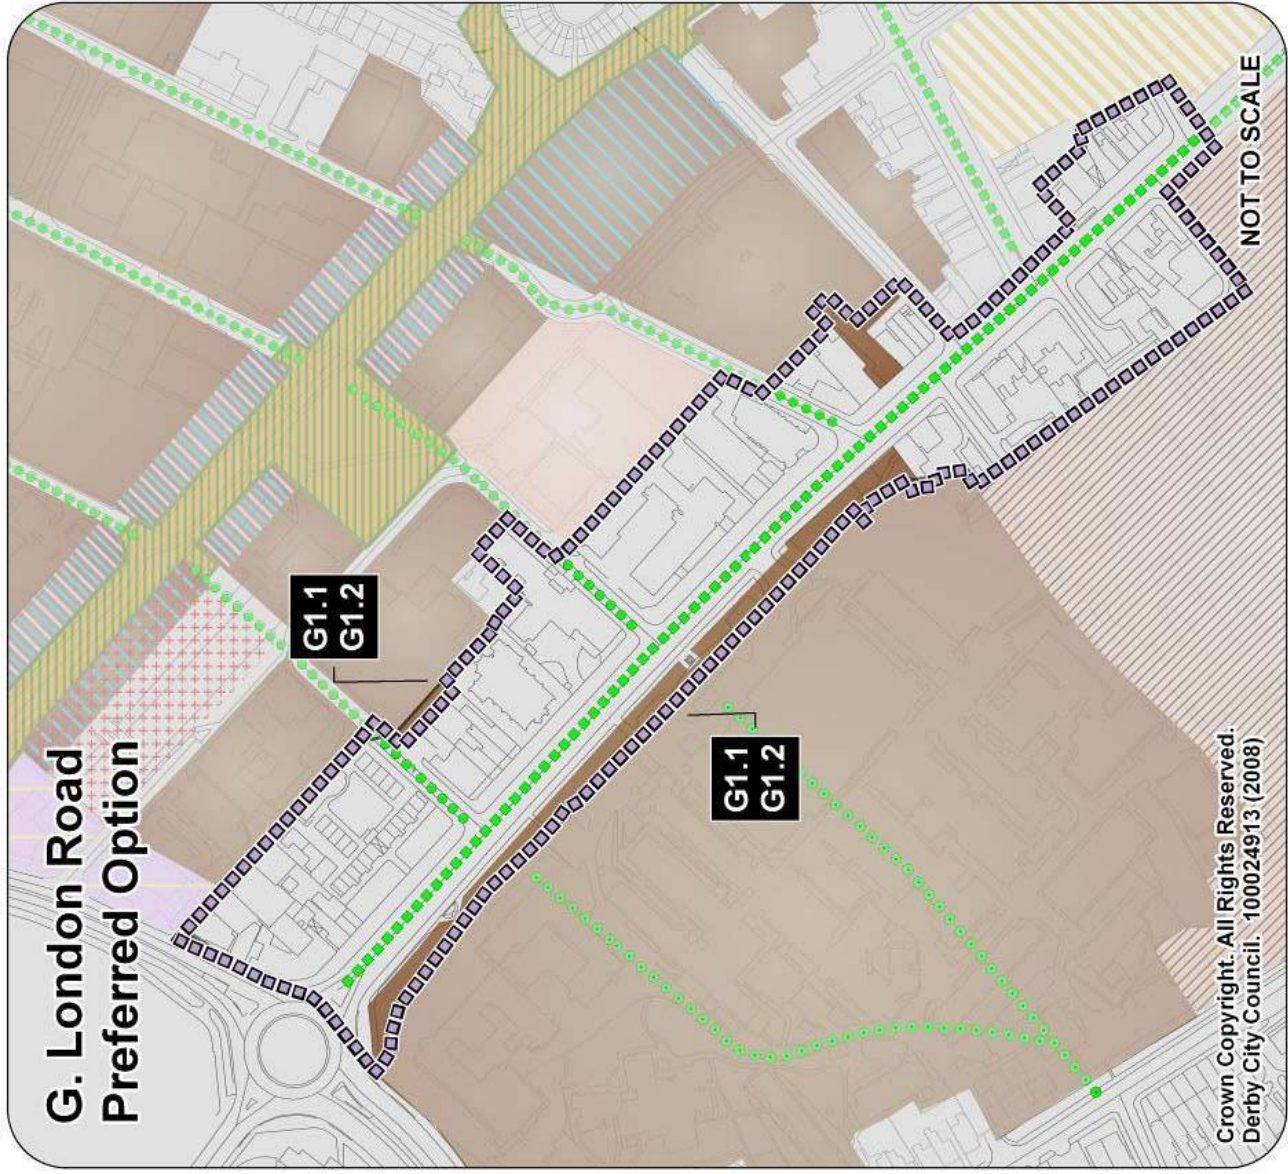 G. London Road
Preferred Option
G1.1
G1.2
G1.1
G1.2
Crown Copyright. All Rights Reserved.
Derby City Council. 100024913 (2008)
NOT TO SCALE